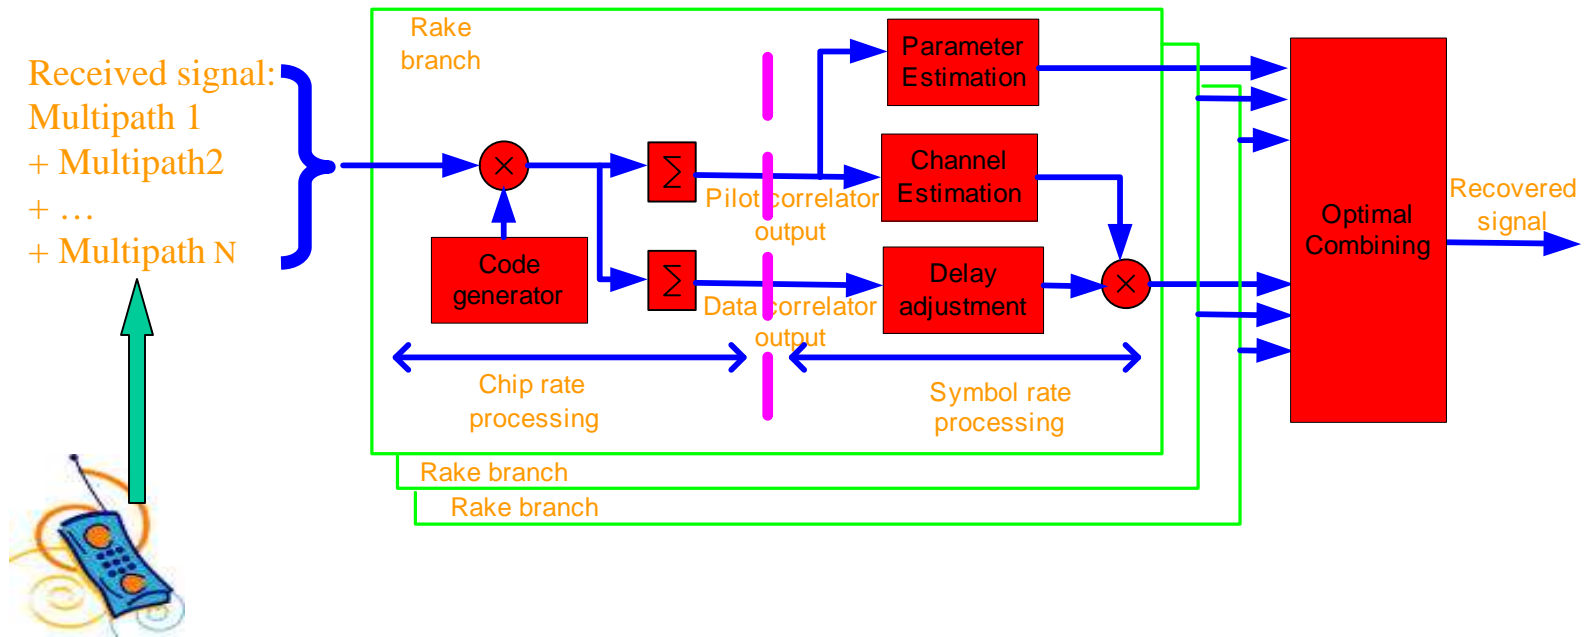 Received signal:
Multipath 1
+ Multipath2
+ …
+ Multipath N
Rake
branch
×
Code
generator
Σ
Σ
Pilot correlator
output
Data correlator
output
Parameter
Estimation
Channel
Estimation
Delay
adjustment
×
Chip rate
processing
Symbol rate
processing
Rake branch
Rake branch
Optimal
Combining
Recovered
signal